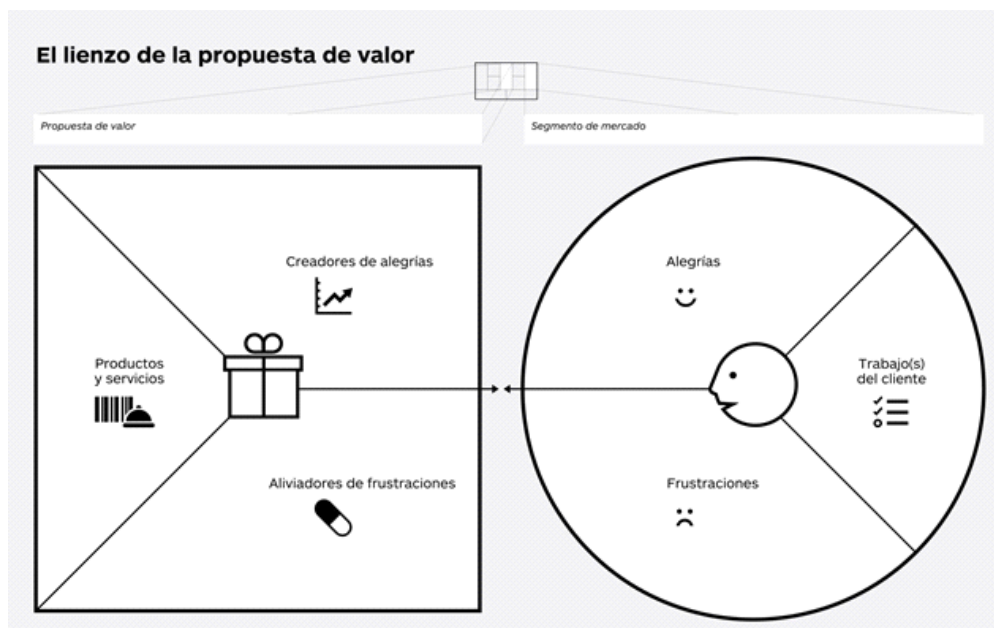 El lienzo de la propuesta de valor
Propuesta de valor
Segmento de mercado
Creadores de alegrías
Productos
y servicios
Aliviadores de frustraciones
Alegrías
Trabajo(s)
del cliente
Frustraciones